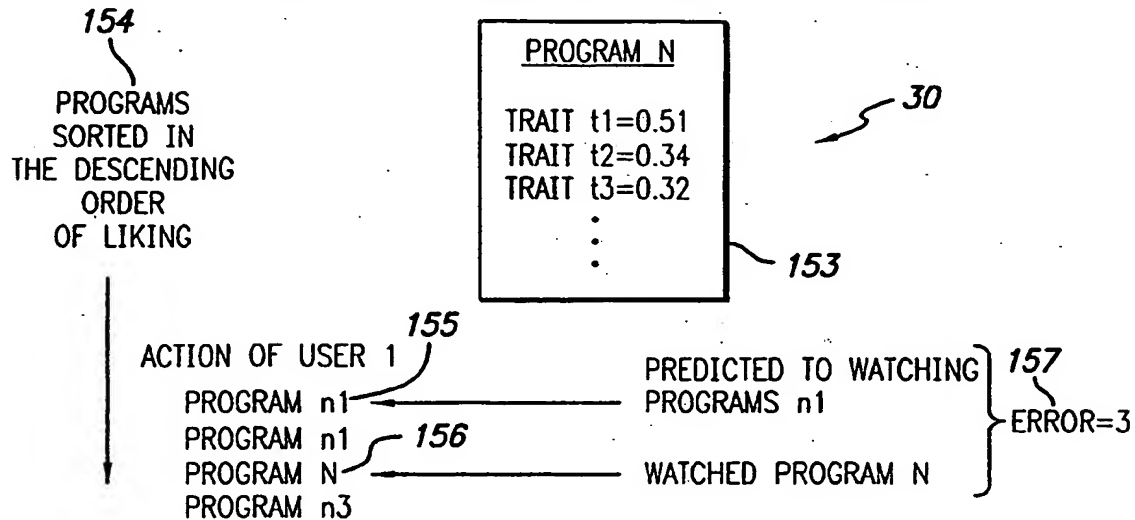 154
PROGRAMS
SORTED IN
THE DESCENDING
ORDER
OF LIKING
PROGRAM N
TRAIT t1=0.51
TRAIT t2=0.34
TRAIT t3=0.32
30
153
ACTION OF USER 1
155
PROGRAM n1
PROGRAM n1
156
PROGRAM N
PROGRAM n3
PREDICTED TO WATCHING
PROGRAMS n1
WATCHED PROGRAM N
157
ERROR=3